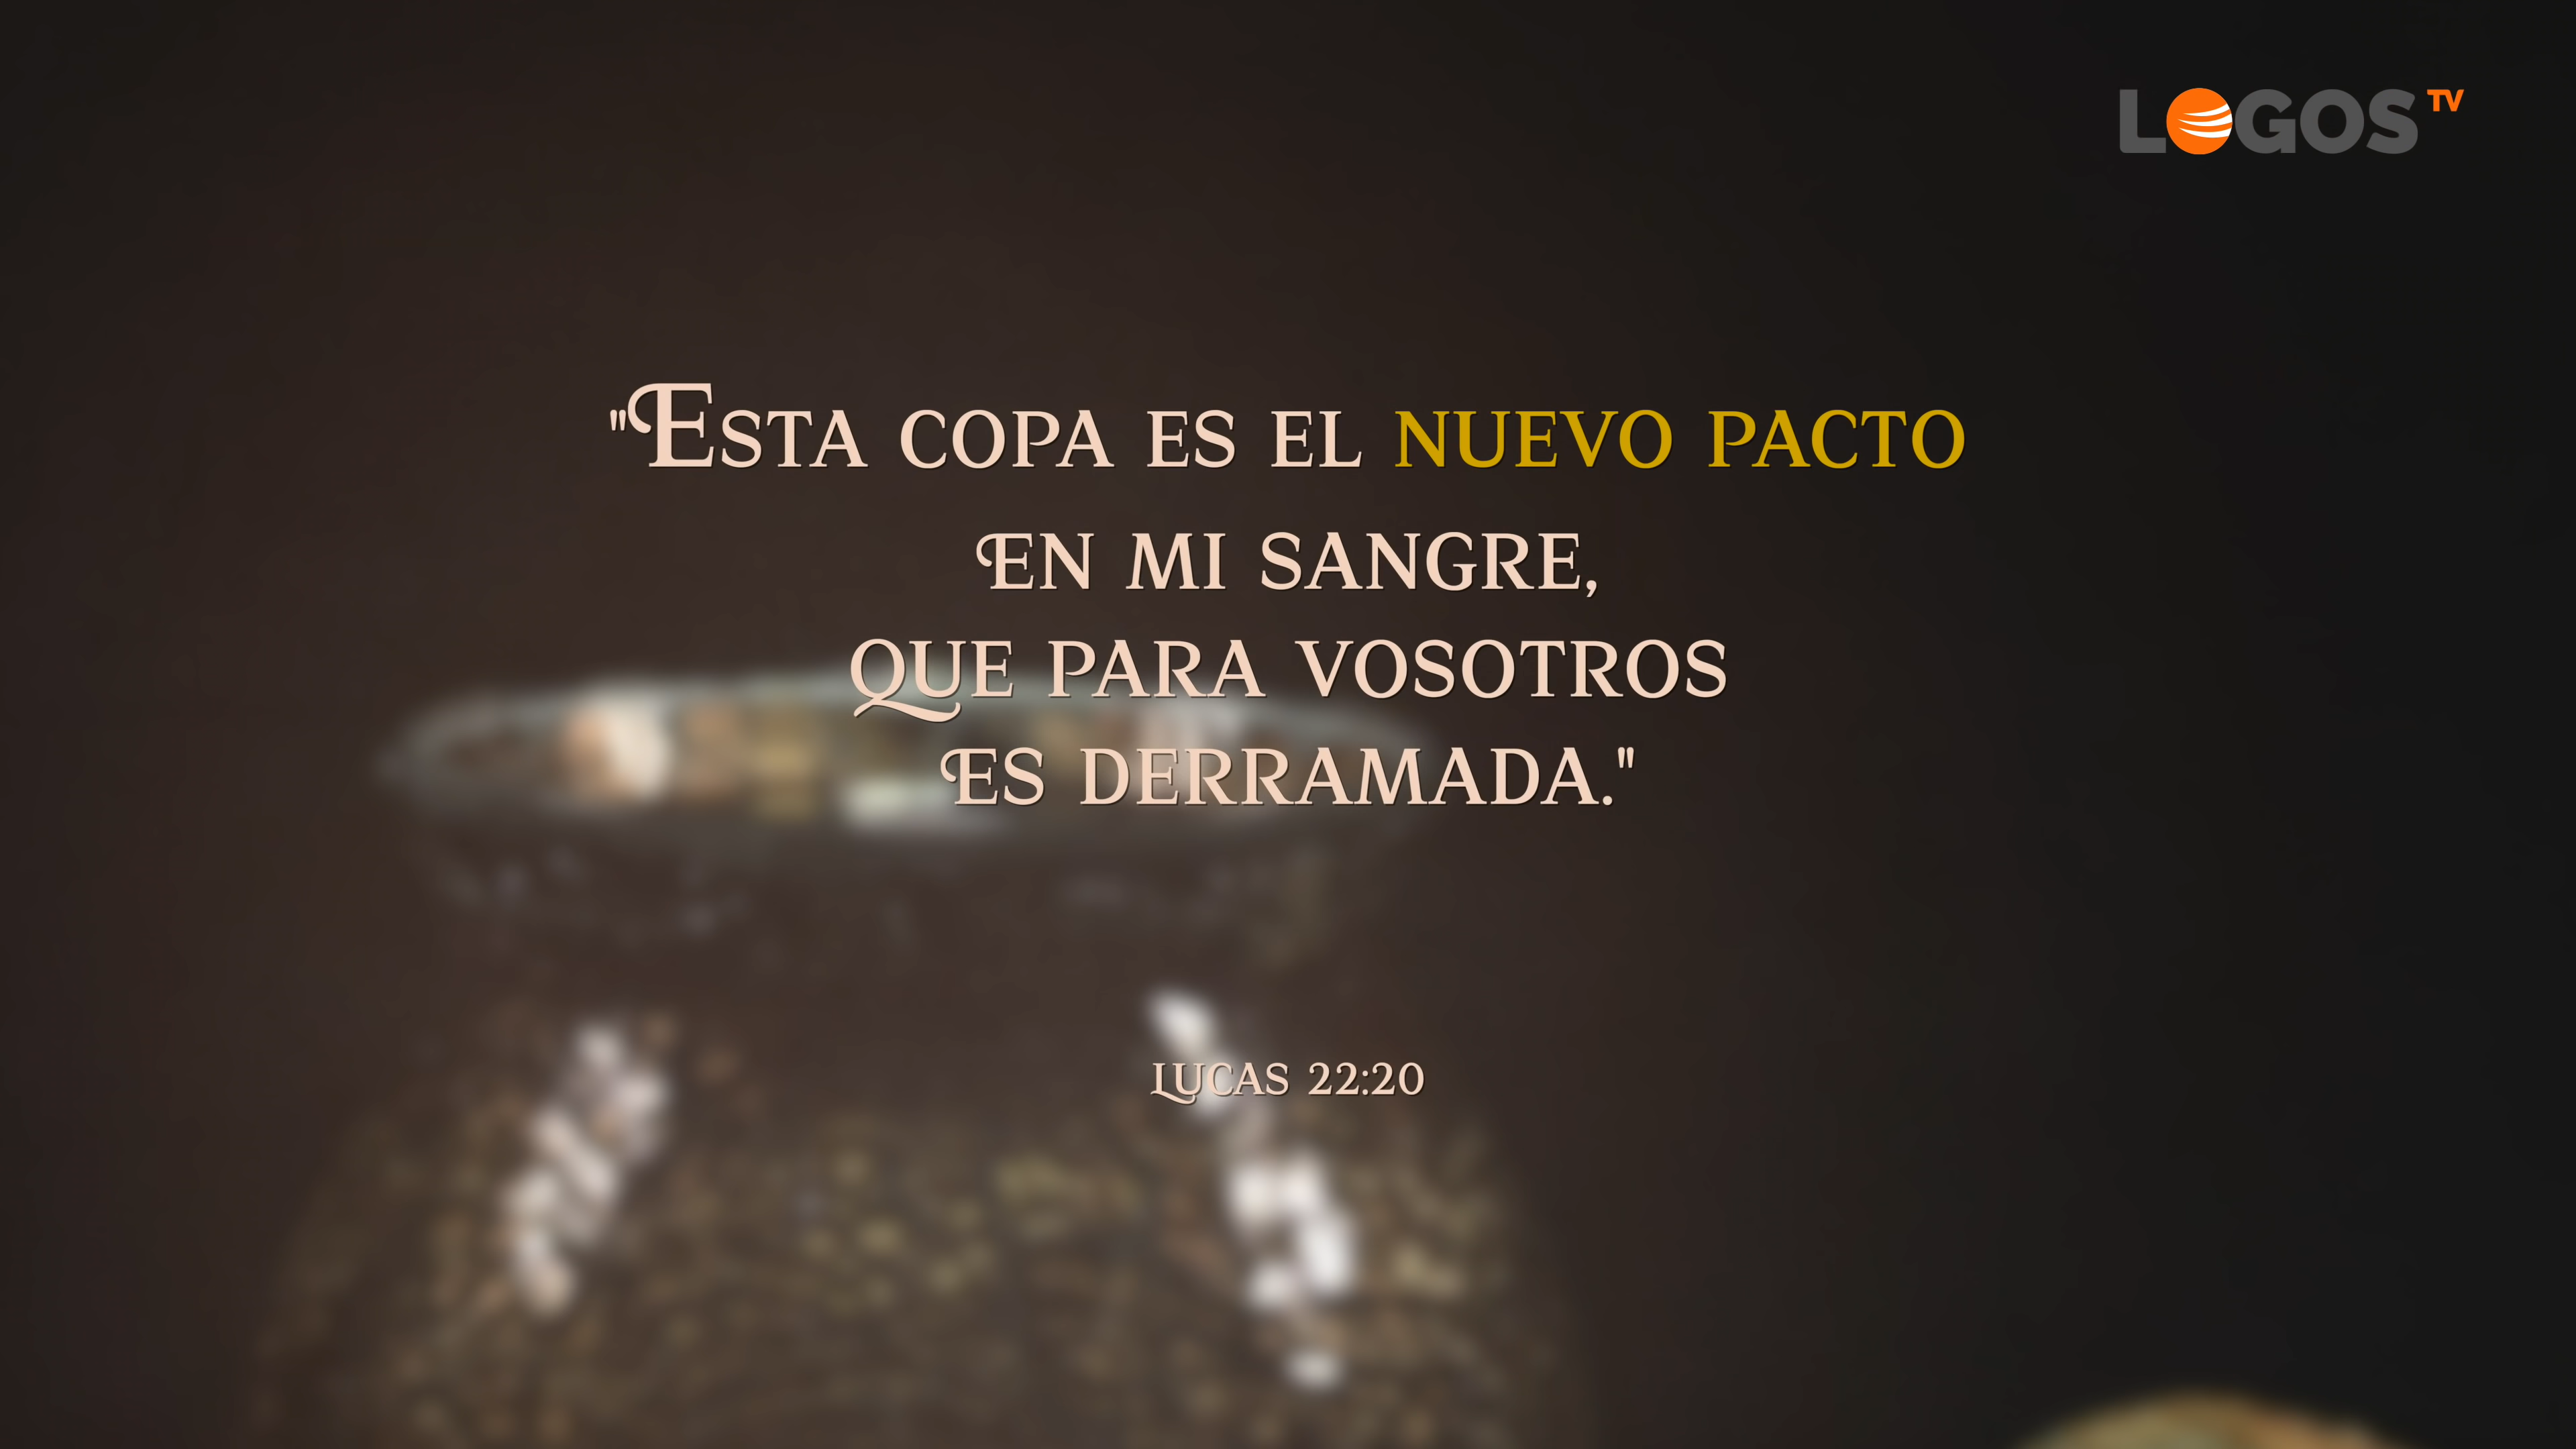 LOGOS TV
"Esta copa es el nuevo pacto
en mi sangre,
que para vosotros
es derramada."
Lucas 22:20